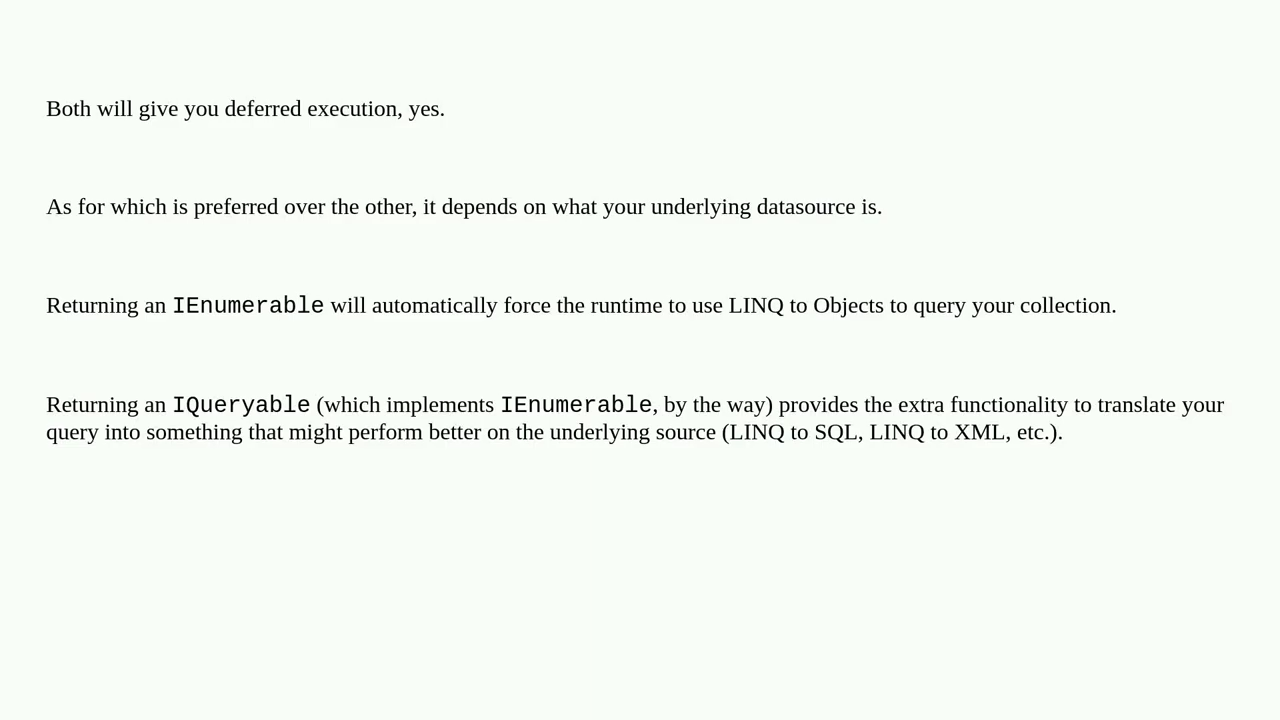 Both will give you deferred execution, yes.
As for which is preferred over the other, it depends on what your underlying datasource is.
Returning an IEnumerable will automatically force the runtime to use LINQ to Objects to query your collection.
Returning an IQueryable (which implements IEnumerable, by the way) provides the extra functionality to translate your
query into something that might perform better on the underlying source (LINQ to SQL, LINQ to XML, etc.).